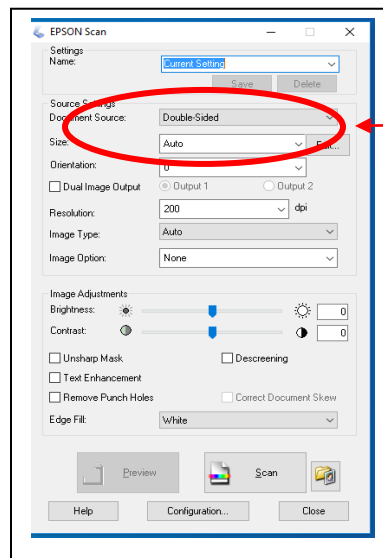 EPSON Scan
Settings
Name: Current Setting
Save Delete
Source Settings
Document Source: Double-Sided
Size: Auto
Orientation: 0
Dual Image Output Output 1 Output 2
Resolution: 200 dpi
Image Type: Auto
Image Option: None
Image Adjustments
Brightness: 0
Contrast: 0
Unsharp Mask Descreening
Text Enhancement
Remove Punch Holes Correct Document Skew
Edge Fill: White
Preview Scan
Help Configuration... Close